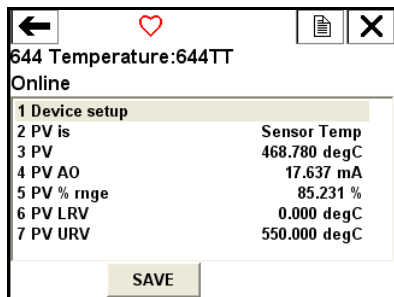 644 Temperature:644TT
Online
1 Device setup
2 PV is Sensor Temp
3 PV 468.780 degC
4 PV AO 17.637 mA
5 PV % rnge 85.231 %
6 PV LRV 0.000 degC
7 PV URV 550.000 degC
SAVE